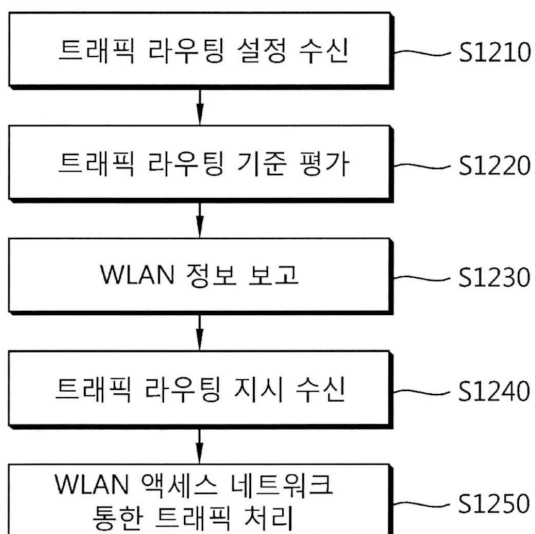 트래픽 라우팅 설정 수신
S1210
트래픽 라우팅 기준 평가
S1220
WLAN 정보 보고
S1230
트래픽 라우팅 지시 수신
S1240
WLAN 액세스 네트워크
통한 트래픽 처리
S1250